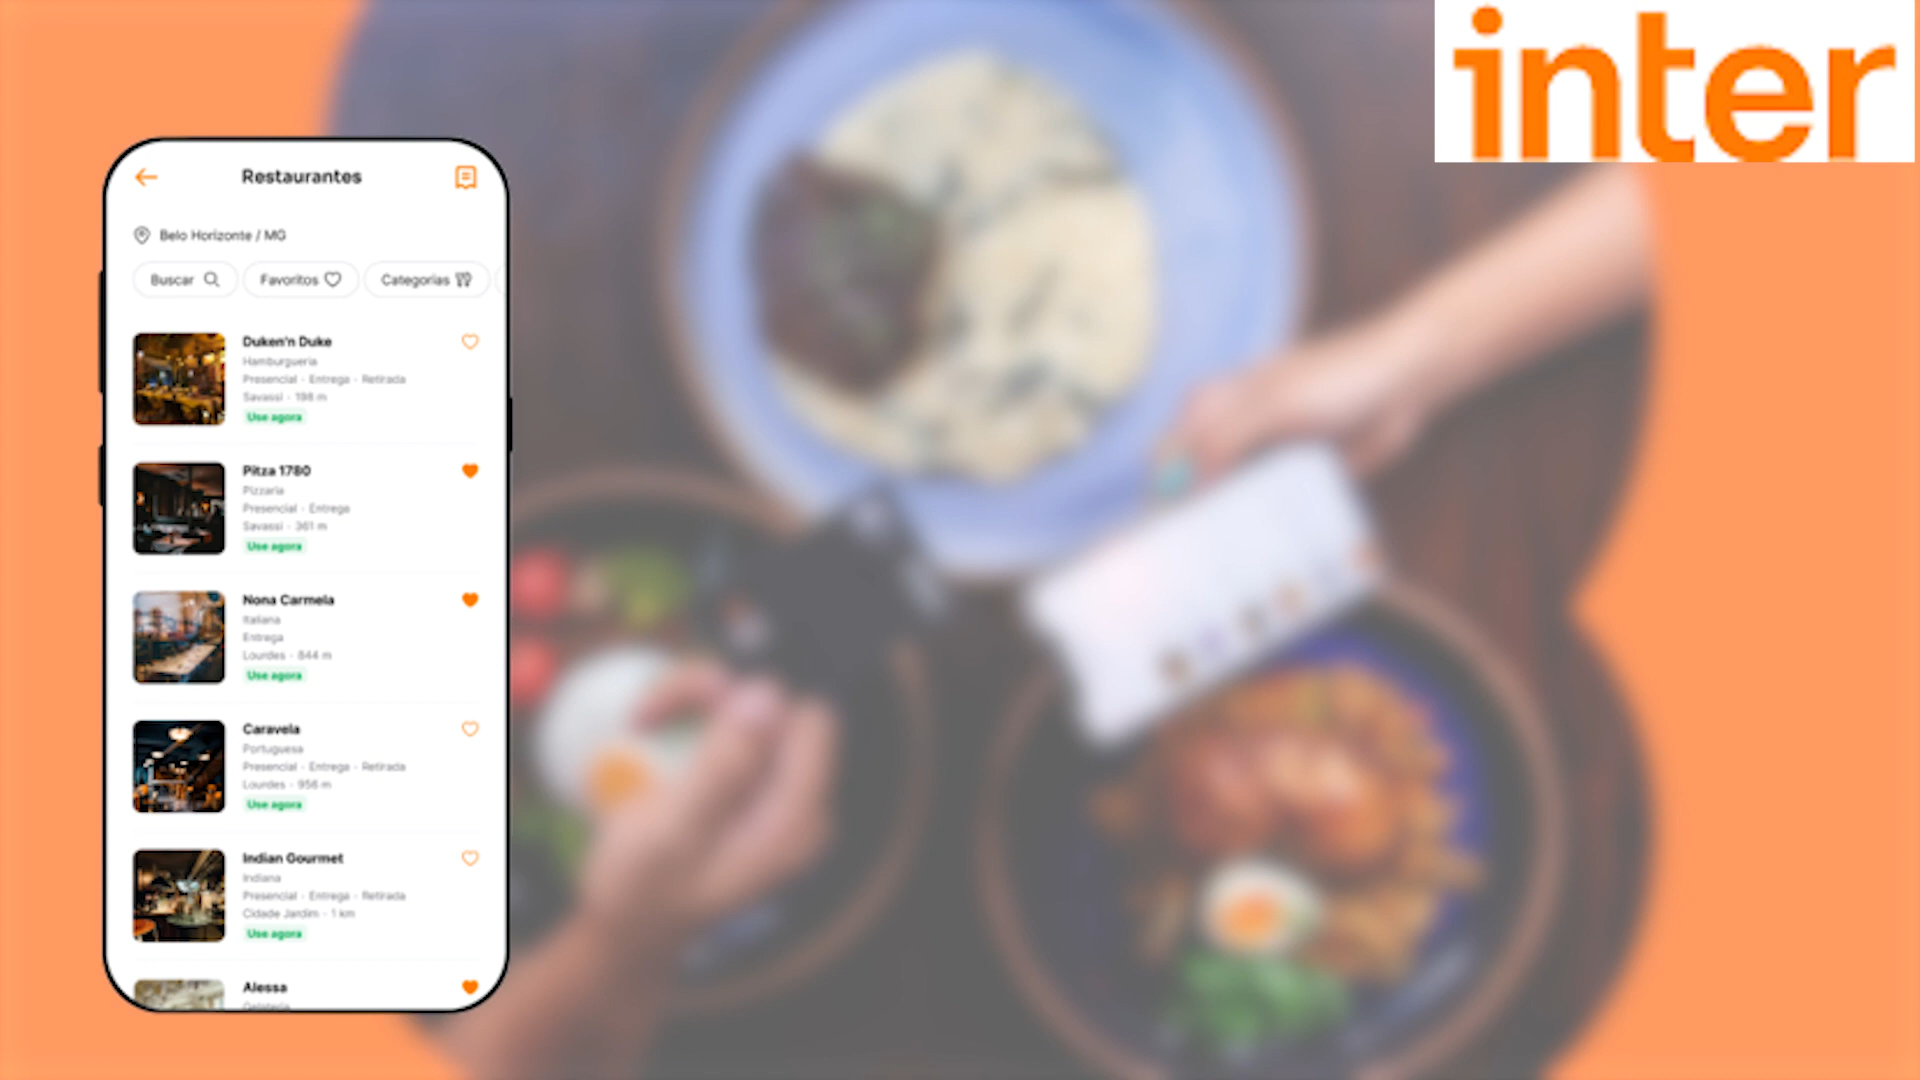 inter
Restaurantes
Belo Horizonte / MG
Buscar
Favoritos
Categorias
Duken'n Duke
Hamburgueria
Presencial - Entrega - Retirada
Savassi - 198 m
Use agora
Pitza 1780
Pizzaria
Presencial - Entrega
Savassi - 361 m
Use agora
Nona Carmela
Italiana
Entrega
Lourdes - 844 m
Use agora
Caravela
Portuguesa
Presencial - Entrega - Retirada
Lourdes - 956 m
Use agora
Indian Gourmet
Indiana
Presencial - Entrega - Retirada
Cidade Jardim - 1 km
Use agora
Alessa